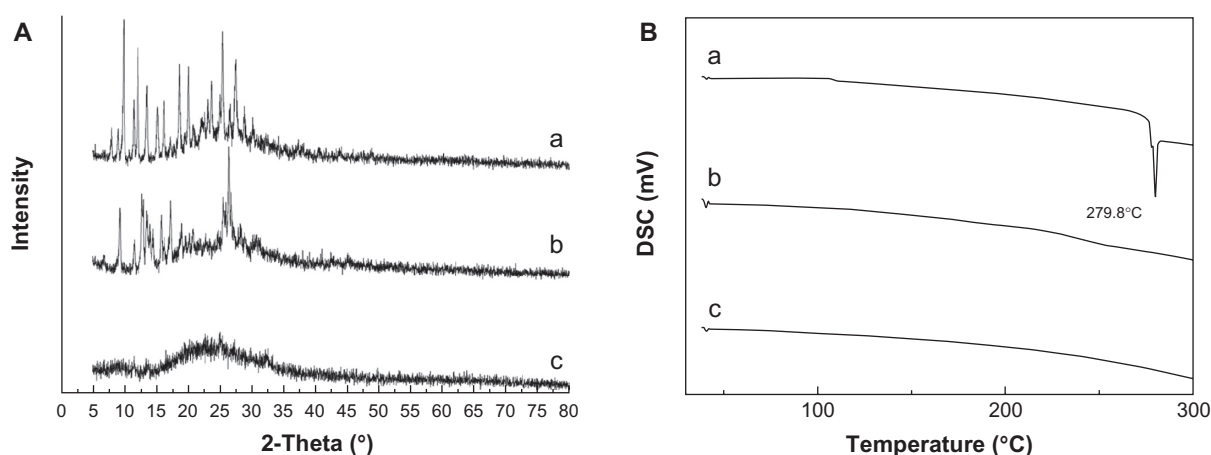 A
Intensity
a
b
c
0 5 10 15 20 25 30 35 40 45 50 55 60 65 70 75 80
2-Theta (°)
B
DSC (mV)
a
279.8°C
b
c
100 200 300
Temperature (°C)